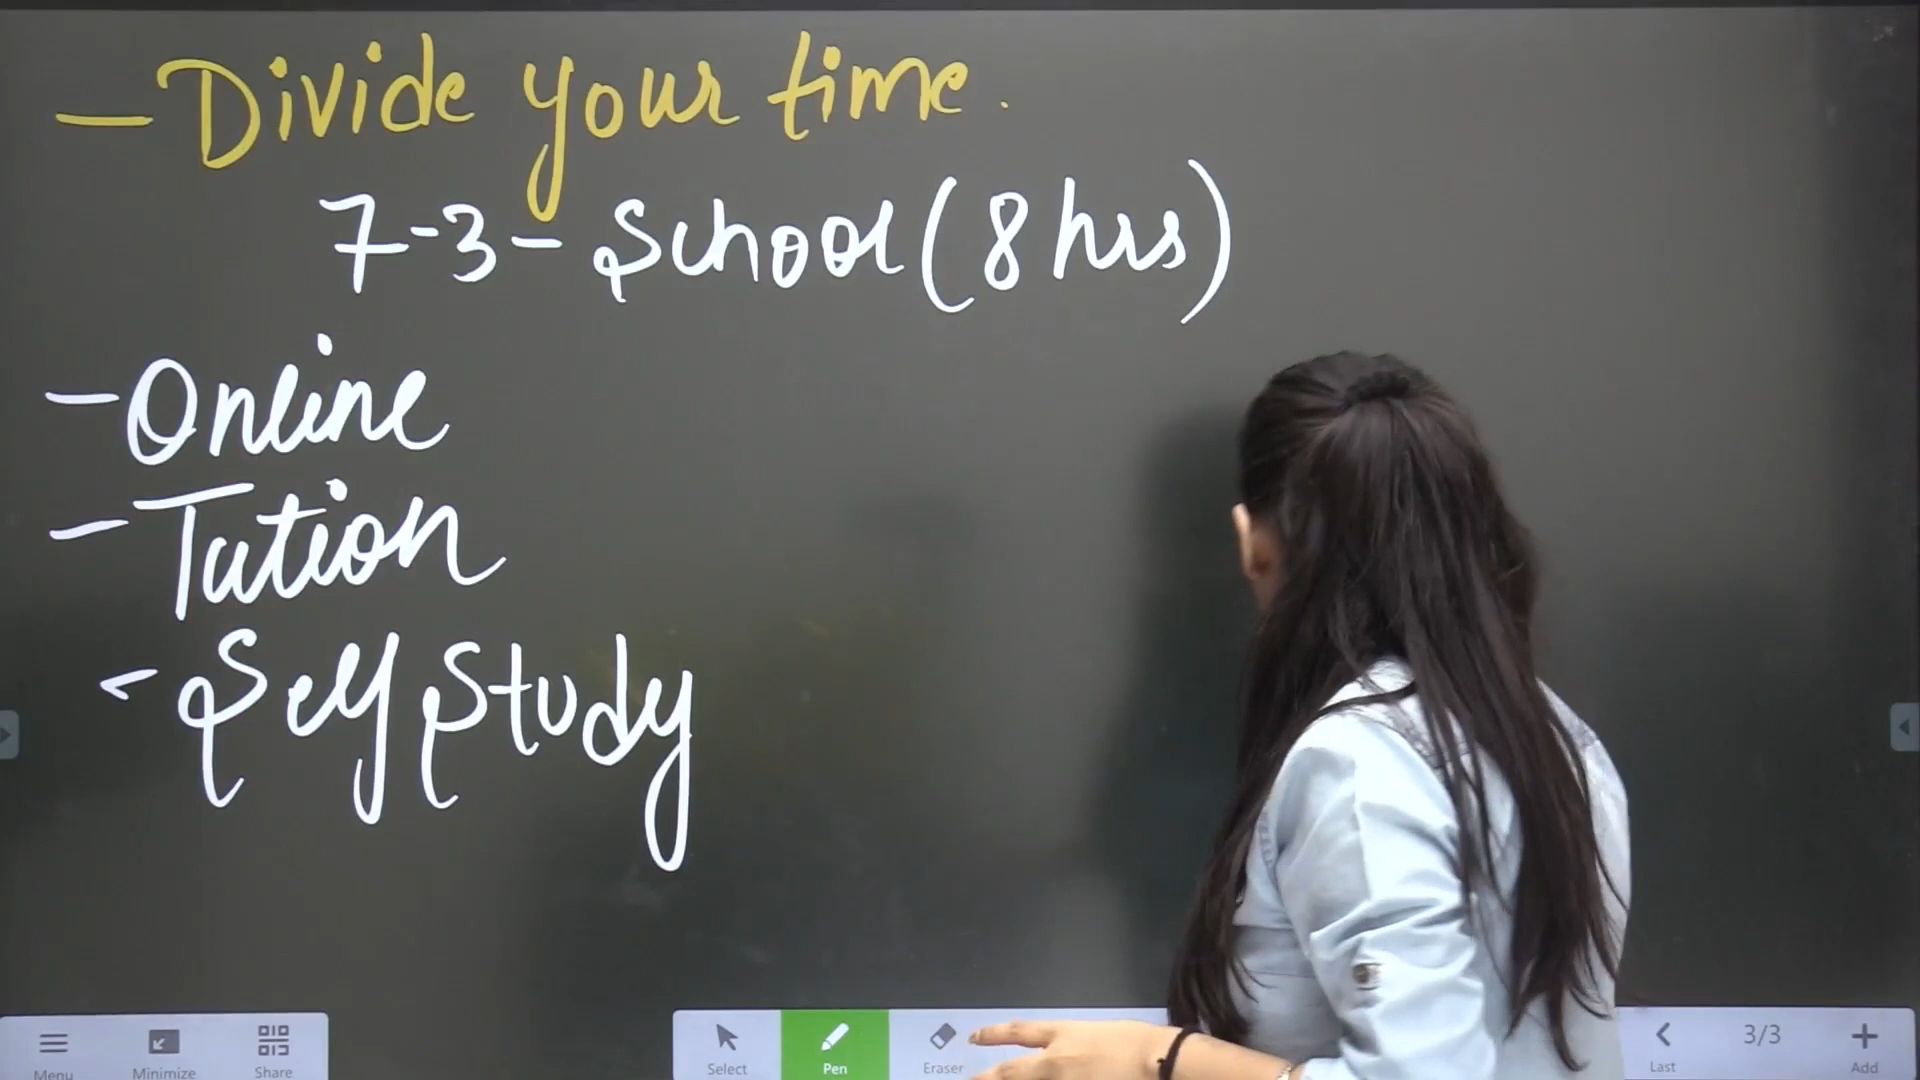 - Divide your time.
7-3- School (8 hrs)
- Online
- Tution
- Self Study
Menu
Minimize
Share
Select
Pen
Eraser
Last
3/3
Add